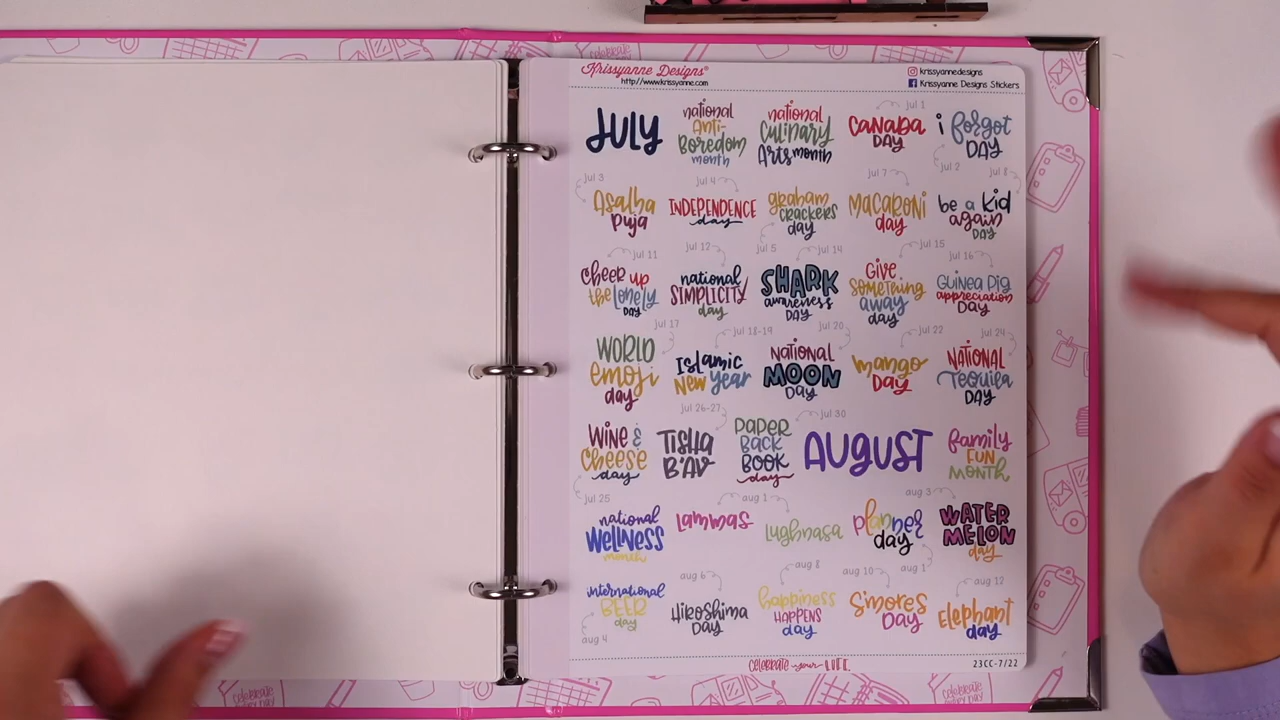 Krissyanne Designs®
http://www.krissyanne.com
krissyannedesigns
Krissyanne Designs Stickers
JULY
national
Anti-
Boredom
month
national
Culinary
Arts month
jul 1
CANADA
DAY
i forgot
DAY
jul 2
jul 3
Asalha
puja
jul 4
INDEPENDENCE
day
graham
crackers
day
jul 5
jul 7
MACARONi
day
jul 8
be a kid
again
DAY
jul 11
cheer up
the lonely
DAY
jul 12
national
SIMPLICITY
day
jul 14
SHARK
awareness
DAY
jul 15
GIVE
SOMETHING
away
day
jul 16
GUINEA PIG
appreciation
DAY
jul 17
WORLD
emoji
day
jul 18-19
Islamic
New year
jul 20
NATIONAL
MOON
DAY
jul 22
mango
DAY
jul 24
NATIONAL
Tequila
DAY
WINE &
Cheese
day
jul 25
jul 26-27
TISHA
B'AV
jul 30
PAPER
BACK
BOOK
day
AUGUST
family
FUN
MONTH
national
WELLNESS
month
aug 1
Lammas
Lughnasa
planner
day
aug 1
aug 3
WATER
MELON
day
international
BEER
day
aug 4
aug 6
Hiroshima
DAY
aug 8
happiness
HAPPENS
day
aug 10
S'mores
DAY
aug 12
Elephant
day
celebrate your LIFE
23CC-7/22
celebrate
celebrate
every day
celebrate
every day